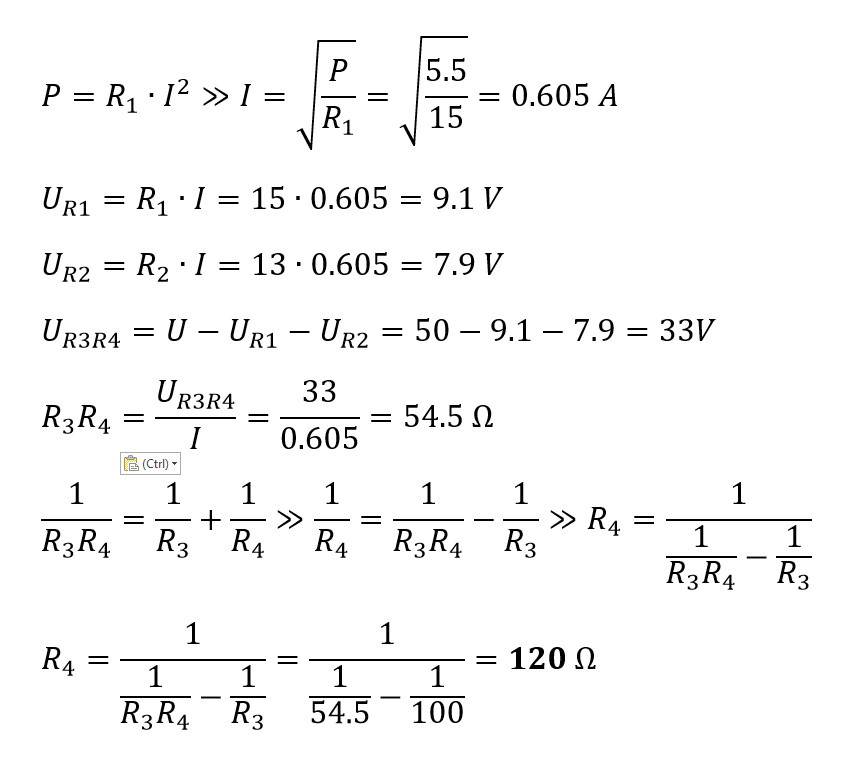 P = R₁ · I² ≫ I = √(P/R₁) = √(5.5/15) = 0.605 A
U_R1 = R₁ · I = 15 · 0.605 = 9.1 V
U_R2 = R₂ · I = 13 · 0.605 = 7.9 V
U_R3R4 = U − U_R1 − U_R2 = 50 − 9.1 − 7.9 = 33V
R₃R₄ = U_R3R4/I = 33/0.605 = 54.5 Ω
(Ctrl)
1/(R₃R₄) = 1/R₃ + 1/R₄ ≫ 1/R₄ = 1/(R₃R₄) − 1/R₃ ≫ R₄ = 1/(1/(R₃R₄) − 1/R₃)
R₄ = 1/(1/(R₃R₄) − 1/R₃) = 1/(1/54.5 − 1/100) = 120 Ω